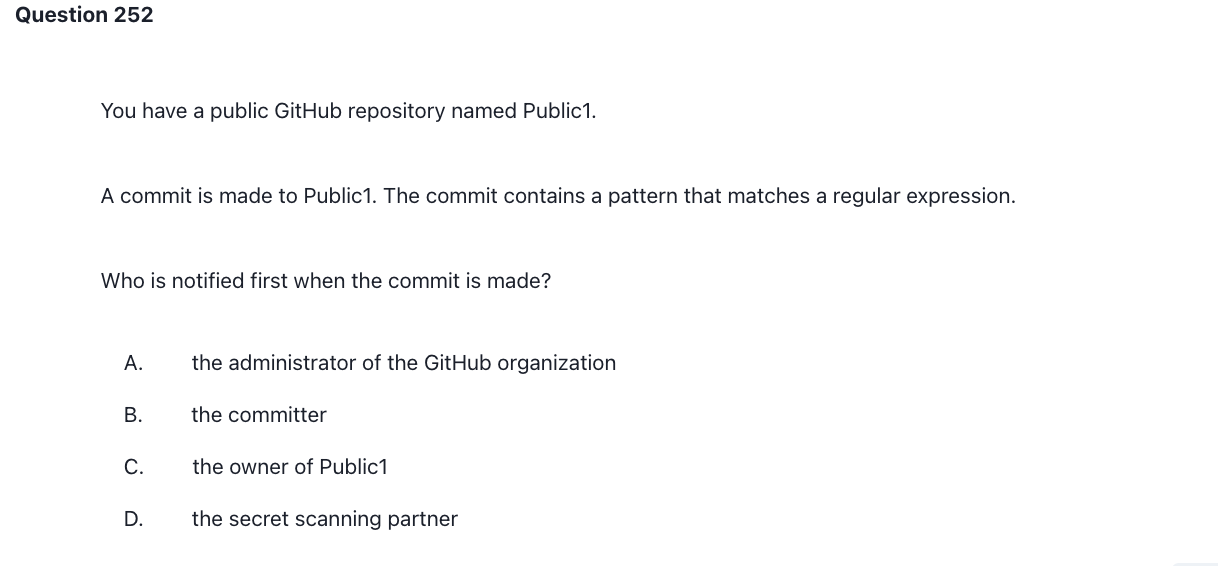 Question 252
You have a public GitHub repository named Public1.
A commit is made to Public1. The commit contains a pattern that matches a regular expression.
Who is notified first when the commit is made?
A. the administrator of the GitHub organization
B. the committer
C. the owner of Public1
D. the secret scanning partner